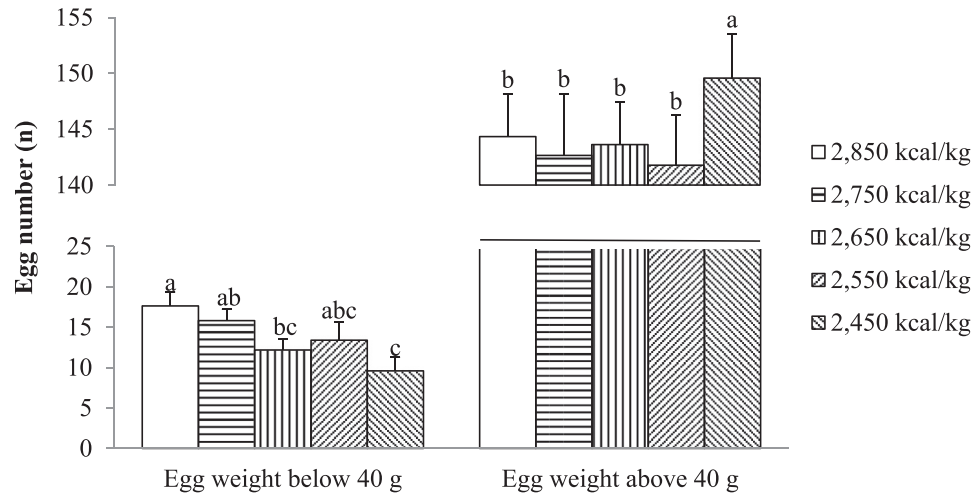 155
150
145
140
25
20
15
10
5
0
Egg number (n)
a
ab
bc
abc
c
b
b
b
b
a
Egg weight below 40 g
Egg weight above 40 g
2,850 kcal/kg
2,750 kcal/kg
2,650 kcal/kg
2,550 kcal/kg
2,450 kcal/kg